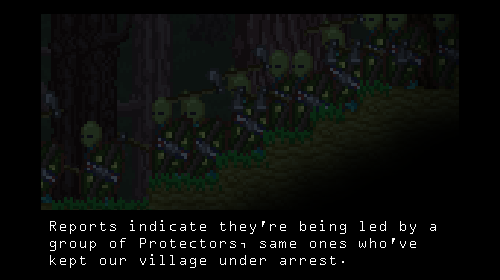 Reports indicate they're being led by a
group of Protectors, same ones who've
kept our village under arrest.